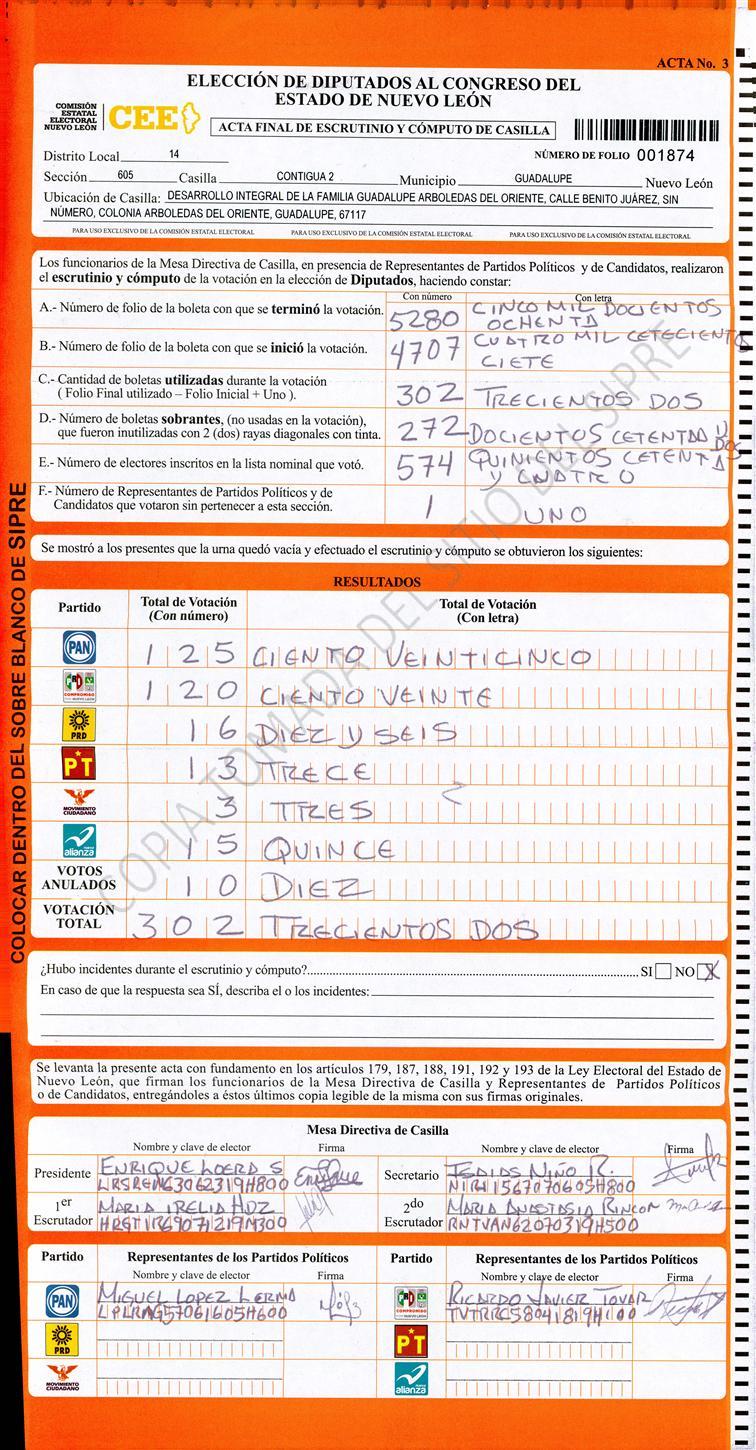 ACTA No. 3
ELECCIÓN DE DIPUTADOS AL CONGRESO DEL
ESTADO DE NUEVO LEÓN
COMISIÓN
ESTATAL
ELECTORAL
NUEVO LEÓN
CEE
ACTA FINAL DE ESCRUTINIO Y CÓMPUTO DE CASILLA
Distrito Local 14
NÚMERO DE FOLIO 001874
Sección 605 Casilla CONTIGUA 2 Municipio GUADALUPE Nuevo León
Ubicación de Casilla: DESARROLLO INTEGRAL DE LA FAMILIA GUADALUPE ARBOLEDAS DEL ORIENTE, CALLE BENITO JUÁREZ, SIN
NÚMERO, COLONIA ARBOLEDAS DEL ORIENTE, GUADALUPE, 67117
PARA USO EXCLUSIVO DE LA COMISIÓN ESTATAL ELECTORAL PARA USO EXCLUSIVO DE LA COMISIÓN ESTATAL ELECTORAL PARA USO EXCLUSIVO DE LA COMISIÓN ESTATAL ELECTORAL
Los funcionarios de la Mesa Directiva de Casilla, en presencia de Representantes de Partidos Políticos y de Candidatos, realizaron
el escrutinio y cómputo de la votación en la elección de Diputados, haciendo constar:
Con número Con letra
A.- Número de folio de la boleta con que se terminó la votación. 5280 CINCO MIL DOCIENTOS
OCHENTA
B.- Número de folio de la boleta con que se inició la votación. 4707 CUATRO MIL CETECIENTO
CIETE
C.- Cantidad de boletas utilizadas durante la votación
( Folio Final utilizado – Folio Inicial + Uno ). 302 TRECIENTOS DOS
D.- Número de boletas sobrantes, (no usadas en la votación),
que fueron inutilizadas con 2 (dos) rayas diagonales con tinta. 272 DOCIENTOS CETENTAA Y
DOS
E.- Número de electores inscritos en la lista nominal que votó. 574 QUINIENTOS CETENTA
Y CUATRO
F.- Número de Representantes de Partidos Políticos y de
Candidatos que votaron sin pertenecer a esta sección. 1 UNO
Se mostró a los presentes que la urna quedó vacía y efectuado el escrutinio y cómputo se obtuvieron los siguientes:
RESULTADOS
Partido Total de Votación Total de Votación
(Con número) (Con letra)
PAN 125 CIENTO VEINTICINCO
PRD COMPROMISO 120 CIENTO VEINTE
PRD 16 DIEZ Y SEIS
PT 13 TRECE
MOVIMIENTO CIUDADANO 3 TRES
alianza 15 QUINCE
VOTOS
ANULADOS 10 DIEZ
VOTACIÓN
TOTAL 302 TRECIENTOS DOS
¿Hubo incidentes durante el escrutinio y cómputo? SI NO X
En caso de que la respuesta sea SÍ, describa el o los incidentes:
Se levanta la presente acta con fundamento en los artículos 179, 187, 188, 191, 192 y 193 de la Ley Electoral del Estado de
Nuevo León, que firman los funcionarios de la Mesa Directiva de Casilla y Representantes de Partidos Políticos
o de Candidatos, entregándoles a éstos últimos copia legible de la misma con sus firmas originales.
Mesa Directiva de Casilla
Nombre y clave de elector Firma Nombre y clave de elector Firma
Presidente ENRIQUE LOERA S Secretario ISAIAS NIÑO R.
1er
Escrutador MARIA IRELIA HDZ
2do
Escrutador MARIA ANASTASIA RINCON
RNTVAN62070319H500
Partido Representantes de los Partidos Políticos Partido Representantes de los Partidos Políticos
Nombre y clave de elector Firma Nombre y clave de elector Firma
PAN MIGUEL LOPEZ LERMA RICARDO JAVIER TOVAR
LPLRMG57061605H600 TVTRRC58041819H100
PRD PT
MOVIMIENTO CIUDADANO alianza
COLOCAR DENTRO DEL SOBRE BLANCO DE SIPRE
COPIA TOMADA DEL SITIO DEL SIPRE